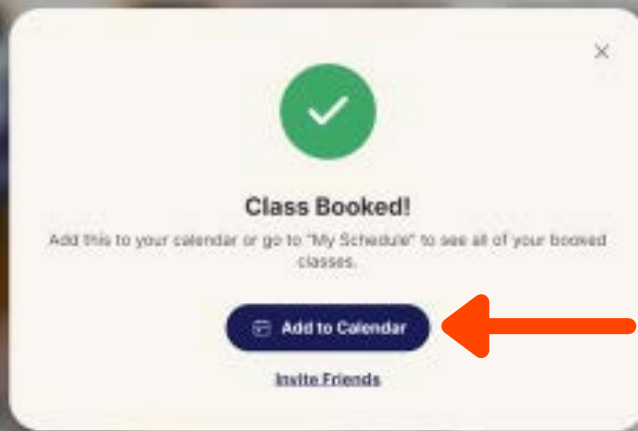 Class Booked!
Add this to your calendar or go to "My Schedule" to see all of your booked
classes.
Add to Calendar
Invite Friends